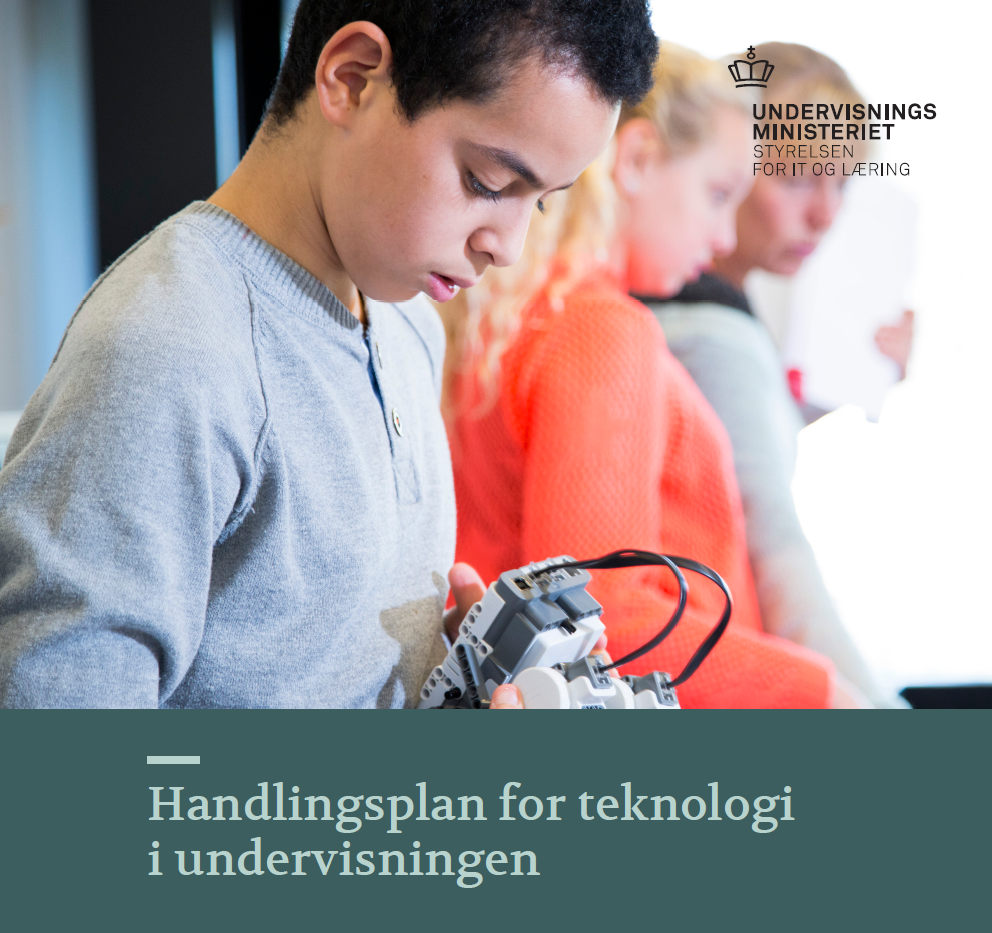 UNDERVISNINGS
MINISTERIET
STYRELSEN
FOR IT OG LÆRING
Handlingsplan for teknologi
i undervisningen